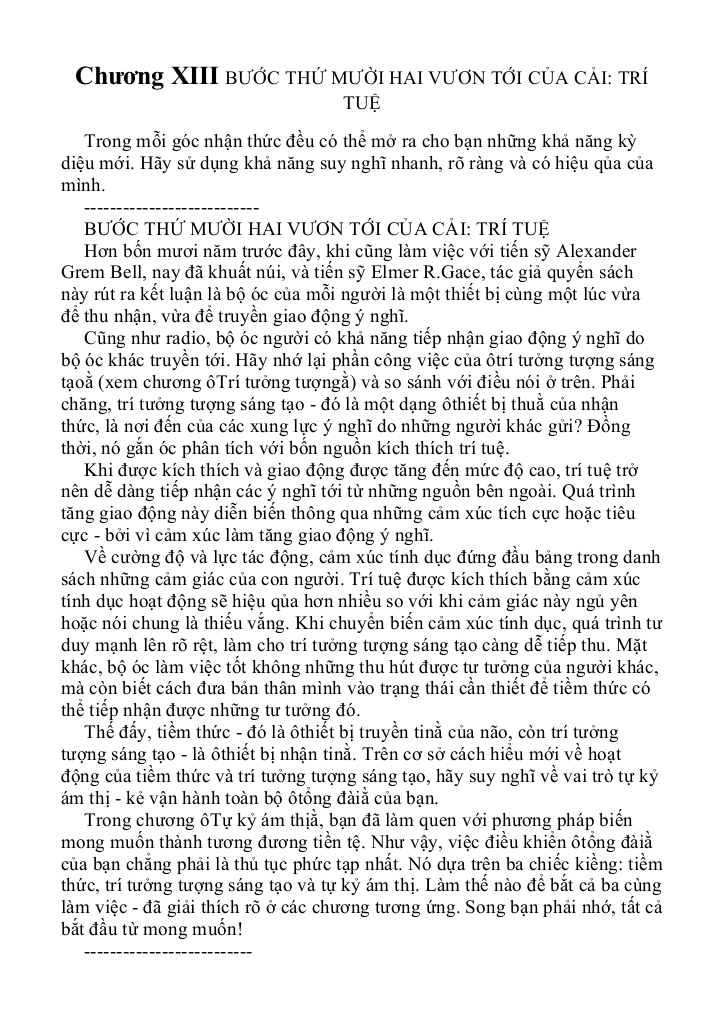 Chương XIII BƯỚC THỨ MƯỜI HAI VƯƠN TỚI CỦA CẢI: TRÍ
TUỆ
Trong mỗi góc nhận thức đều có thể mở ra cho bạn những khả năng kỳ
diệu mới. Hãy sử dụng khả năng suy nghĩ nhanh, rõ ràng và có hiệu qủa của
mình.
---------------------------
BƯỚC THỨ MƯỜI HAI VƯƠN TỚI CỦA CẢI: TRÍ TUỆ
Hơn bốn mươi năm trước đây, khi cũng làm việc với tiến sỹ Alexander
Grem Bell, nay đã khuất núi, và tiến sỹ Elmer R.Gace, tác giả quyển sách
này rút ra kết luận là bộ óc của mỗi người là một thiết bị cùng một lúc vừa
để thu nhận, vừa để truyền giao động ý nghĩ.
Cũng như radio, bộ óc người có khả năng tiếp nhận giao động ý nghĩ do
bộ óc khác truyền tới. Hãy nhớ lại phần công việc của ôtrí tưởng tượng sáng
tạoằ (xem chương ôTrí tưởng tượngằ) và so sánh với điều nói ở trên. Phải
chăng, trí tưởng tượng sáng tạo - đó là một dạng ôthiết bị thuằ của nhận
thức, là nơi đến của các xung lực ý nghĩ do những người khác gửi? Đồng
thời, nó gắn óc phân tích với bốn nguồn kích thích trí tuệ.
Khi được kích thích và giao động được tăng đến mức độ cao, trí tuệ trở
nên dễ dàng tiếp nhận các ý nghĩ tới từ những nguồn bên ngoài. Quá trình
tăng giao động này diễn biến thông qua những cảm xúc tích cực hoặc tiêu
cực - bởi vì cảm xúc làm tăng giao động ý nghĩ.
Về cường độ và lực tác động, cảm xúc tính dục đứng đầu bảng trong danh
sách những cảm giác của con người. Trí tuệ được kích thích bằng cảm xúc
tính dục hoạt động sẽ hiệu qủa hơn nhiều so với khi cảm giác này ngủ yên
hoặc nói chung là thiếu vắng. Khi chuyển biến cảm xúc tính dục, quá trình tư
duy mạnh lên rõ rệt, làm cho trí tưởng tượng sáng tạo càng dễ tiếp thu. Mặt
khác, bộ óc làm việc tốt không những thu hút được tư tưởng của người khác,
mà còn biết cách đưa bản thân mình vào trạng thái cần thiết để tiềm thức có
thể tiếp nhận được những tư tưởng đó.
Thế đấy, tiềm thức - đó là ôthiết bị truyền tinằ của não, còn trí tưởng
tượng sáng tạo - là ôthiết bị nhận tinằ. Trên cơ sở cách hiểu mới về hoạt
động của tiềm thức và trí tưởng tượng sáng tạo, hãy suy nghĩ về vai trò tự kỷ
ám thị - kẻ vận hành toàn bộ ôtổng đàiằ của bạn.
Trong chương ôTự kỷ ám thịằ, bạn đã làm quen với phương pháp biến
mong muốn thành tương đương tiền tệ. Như vậy, việc điều khiển ôtổng đàiằ
của bạn chẳng phải là thủ tục phức tạp nhất. Nó dựa trên ba chiếc kiềng: tiềm
thức, trí tưởng tượng sáng tạo và tự kỷ ám thị. Làm thế nào để bắt cả ba cùng
làm việc - đã giải thích rõ ở các chương tương ứng. Song bạn phải nhớ, tất cả
bắt đầu từ mong muốn!
--------------------------